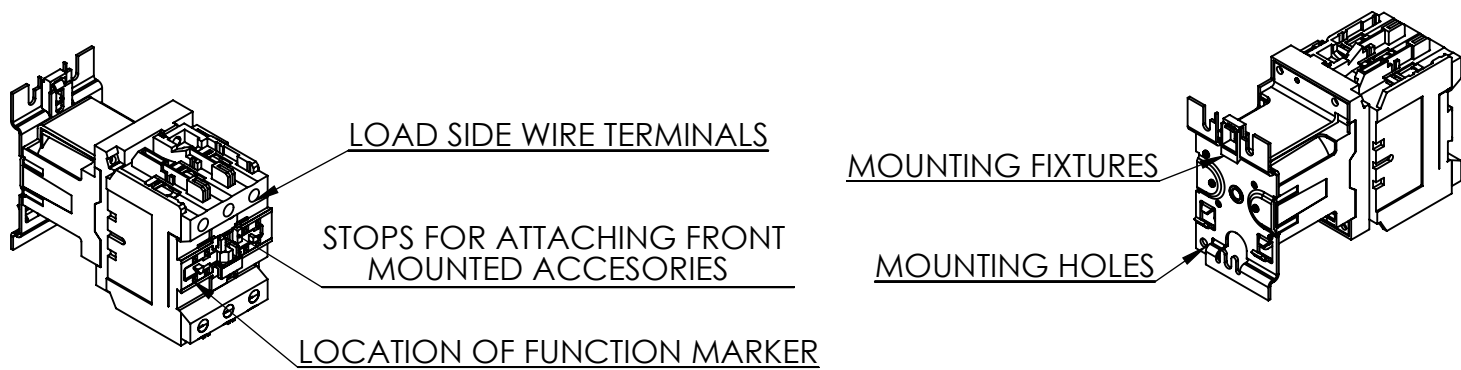 LOAD SIDE WIRE TERMINALS
STOPS FOR ATTACHING FRONT
MOUNTED ACCESORIES
LOCATION OF FUNCTION MARKER
MOUNTING FIXTURES
MOUNTING HOLES